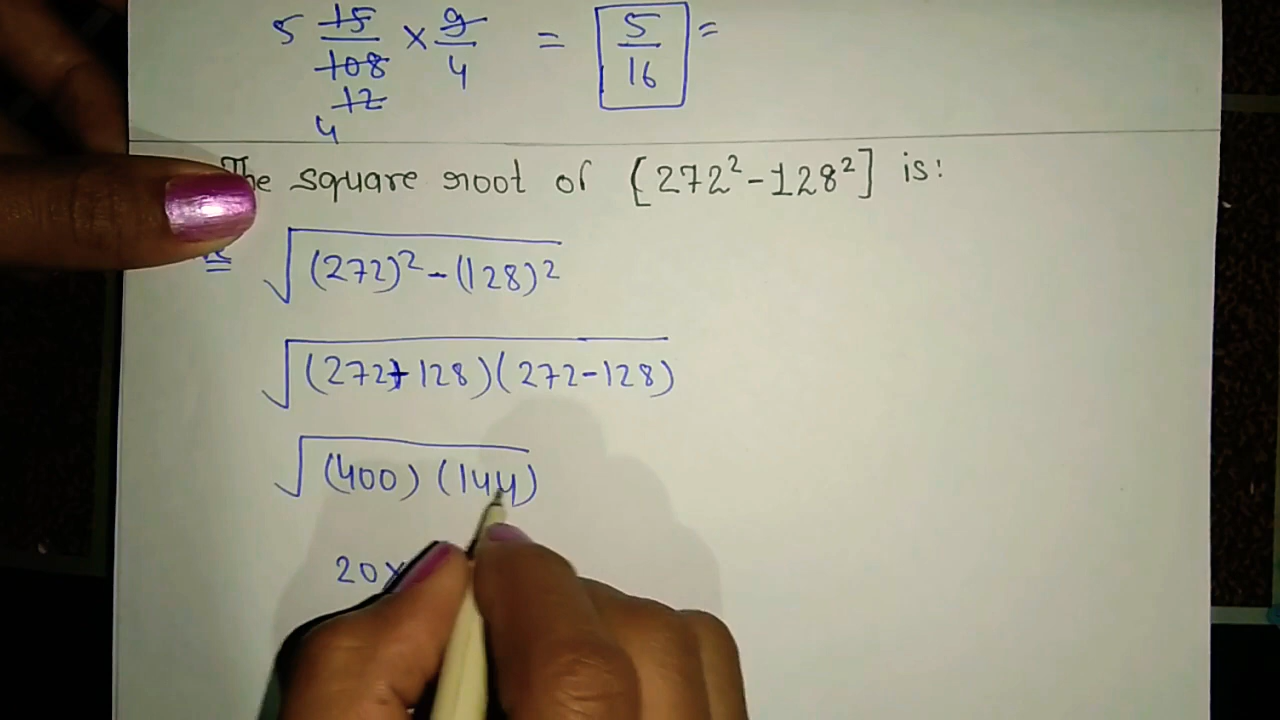 5 15/108 × 9/4 = 5/16 =
12
4
The square root of [272² - 128²] is:
√(272)² - (128)²
√(272+128)(272-128)
√(400)(144)
20×